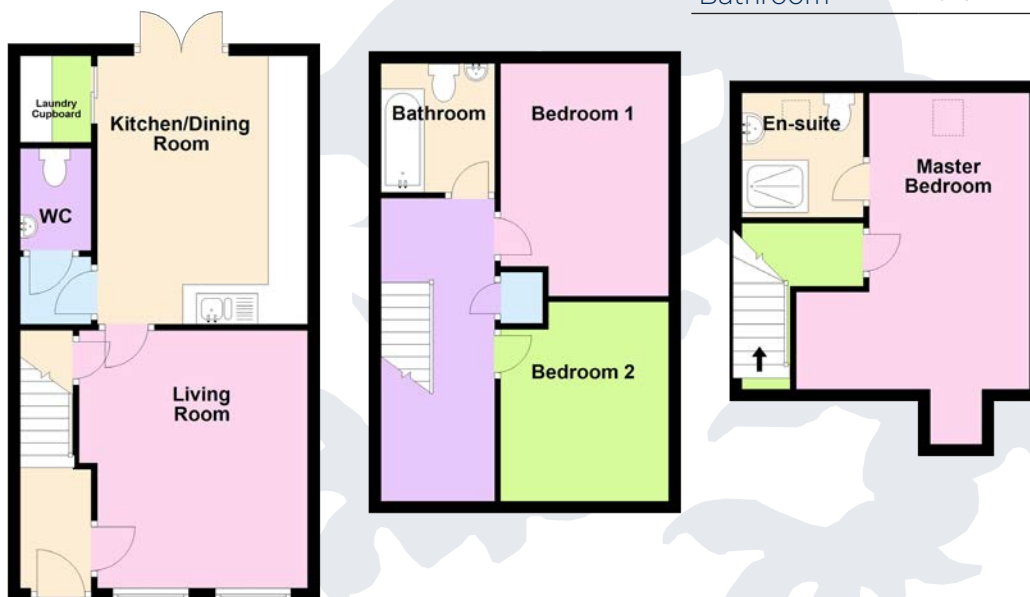 Bathroom
Laundry
Cupboard
Kitchen/Dining
Room
WC
Living
Room
Bathroom
Bedroom 1
Bedroom 2
En-suite
Master
Bedroom